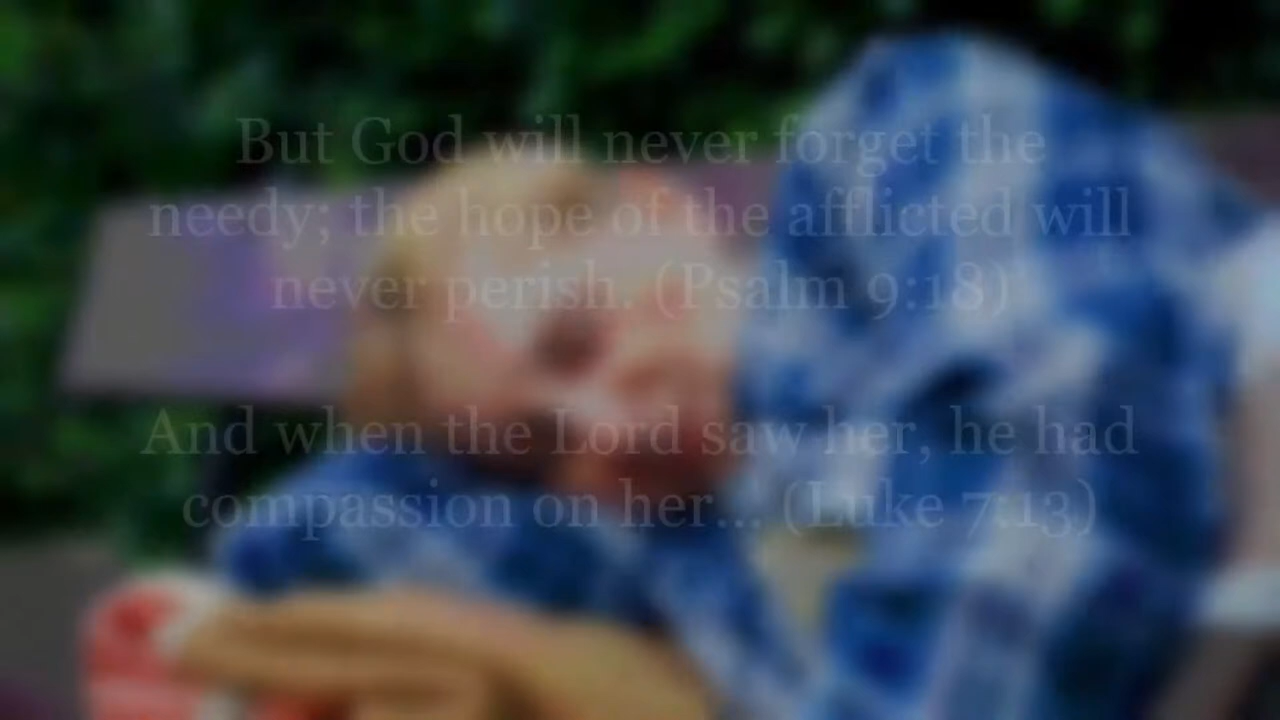 But God will never forget the
needy; the hope of the afflicted will
never perish. (Psalm 9:18)
And when the Lord saw her, he had
compassion on her... (Luke 7:13)